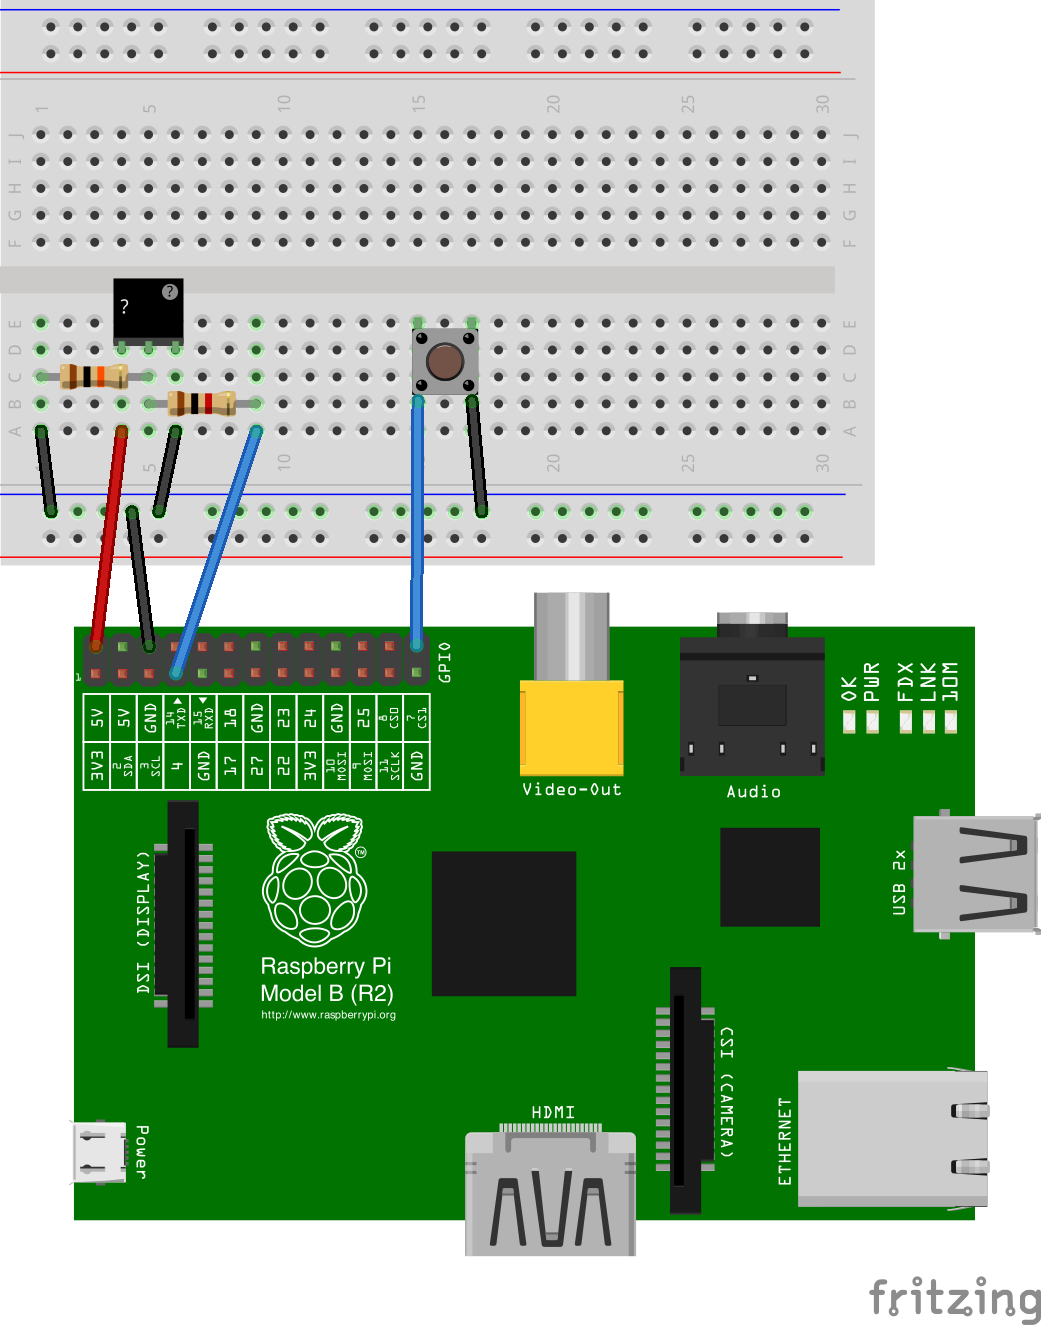 1 5 10 15 20 25 30
J J
I I
H H
G G
F F
? ?
E E
D D
C C
B B
A A
5 10 20 25 30
GPIO
1
5V 5V GND 14 TXD 15 RXD 18 GND 23 24 GND 25 8 CS0 7 CS1
3V3 2 SDA 3 SCL 4 GND 17 27 22 3V3 10 MOSI 9 MOSI 11 SCLK GND
OK PWR FDX LNK 10M
Video-Out
Audio
DSI (DISPLAY)
TM
Raspberry Pi
Model B (R2)
http://www.raspberrypi.org
USB 2x
CSI (CAMERA)
HDMI
ETHERNET
Power
fritzing